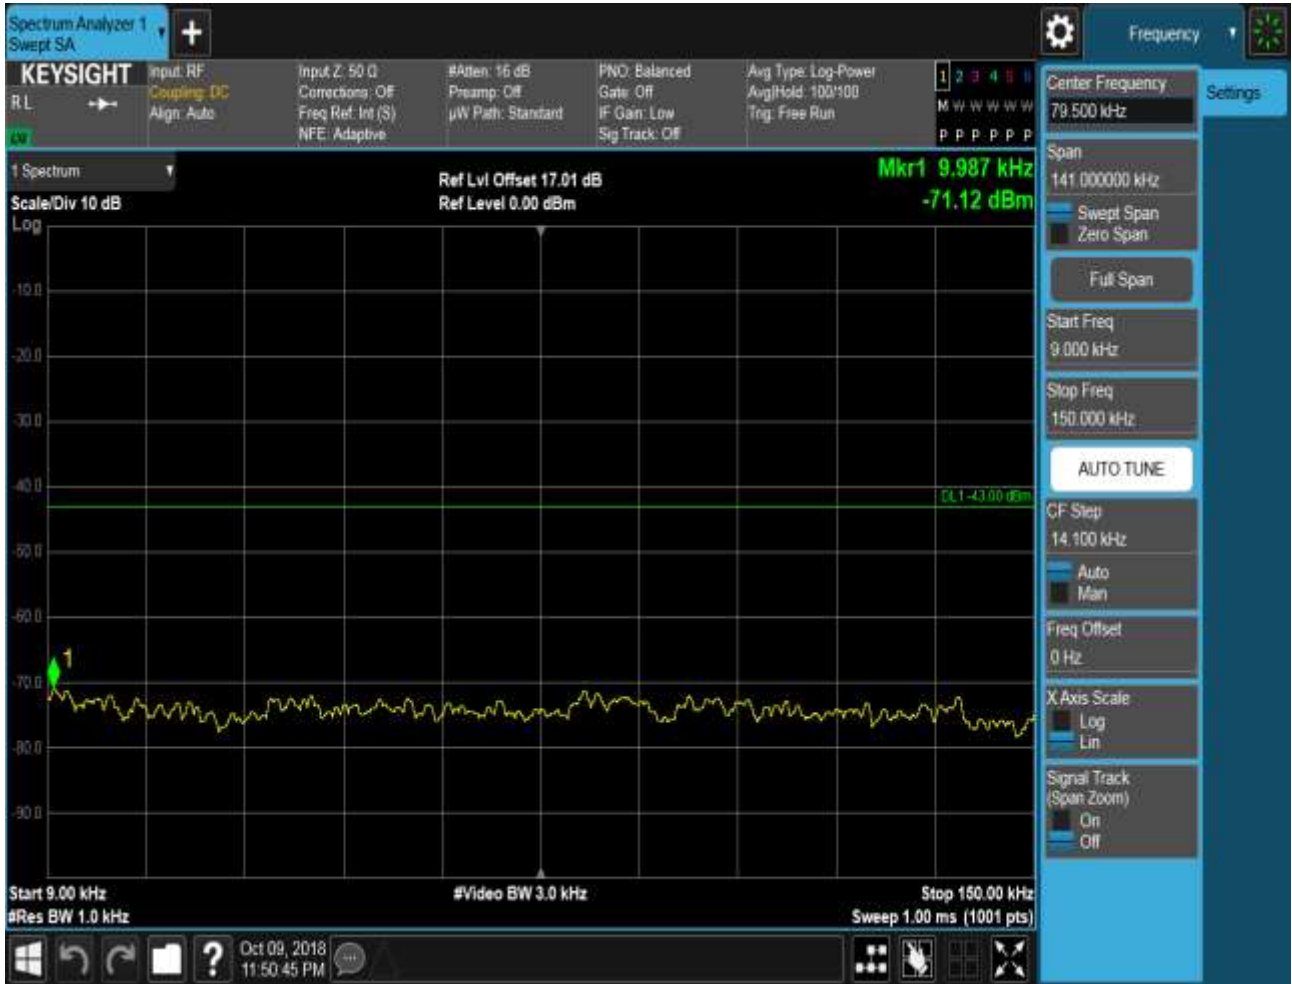 Spectrum Analyzer 1
Swept SA
Frequency
KEYSIGHT
RL
Input: RF
Coupling: DC
Align: Auto
Input Z: 50 Ω
Corrections: Off
Freq Ref: Int (S)
NFE: Adaptive
#Atten: 16 dB
Preamp: Off
µW Path: Standard
PNO: Balanced
Gate: Off
IF Gain: Low
Sig Track: Off
Avg Type: Log-Power
Avg|Hold: 100/100
Trig: Free Run
1 2 3 4 5 6
M W W W W W
P P P P P P
1 Spectrum
Scale/Div 10 dB
Log
Ref Lvl Offset 17.01 dB
Ref Level 0.00 dBm
Mkr1 9.987 kHz
-71.12 dBm
-10.0
-20.0
-30.0
-40.0
-50.0
-60.0
-70.0
-80.0
-90.0
DL1 -43.00 dBm
1
Start 9.00 kHz
#Res BW 1.0 kHz
#Video BW 3.0 kHz
Stop 150.00 kHz
Sweep 1.00 ms (1001 pts)
Center Frequency
79.500 kHz
Settings
Span
141.000000 kHz
Swept Span
Zero Span
Full Span
Start Freq
9.000 kHz
Stop Freq
150.000 kHz
AUTO TUNE
CF Step
14.100 kHz
Auto
Man
Freq Offset
0 Hz
X Axis Scale
Log
Lin
Signal Track
(Span Zoom)
On
Off
?
Oct 09, 2018
11:50:45 PM